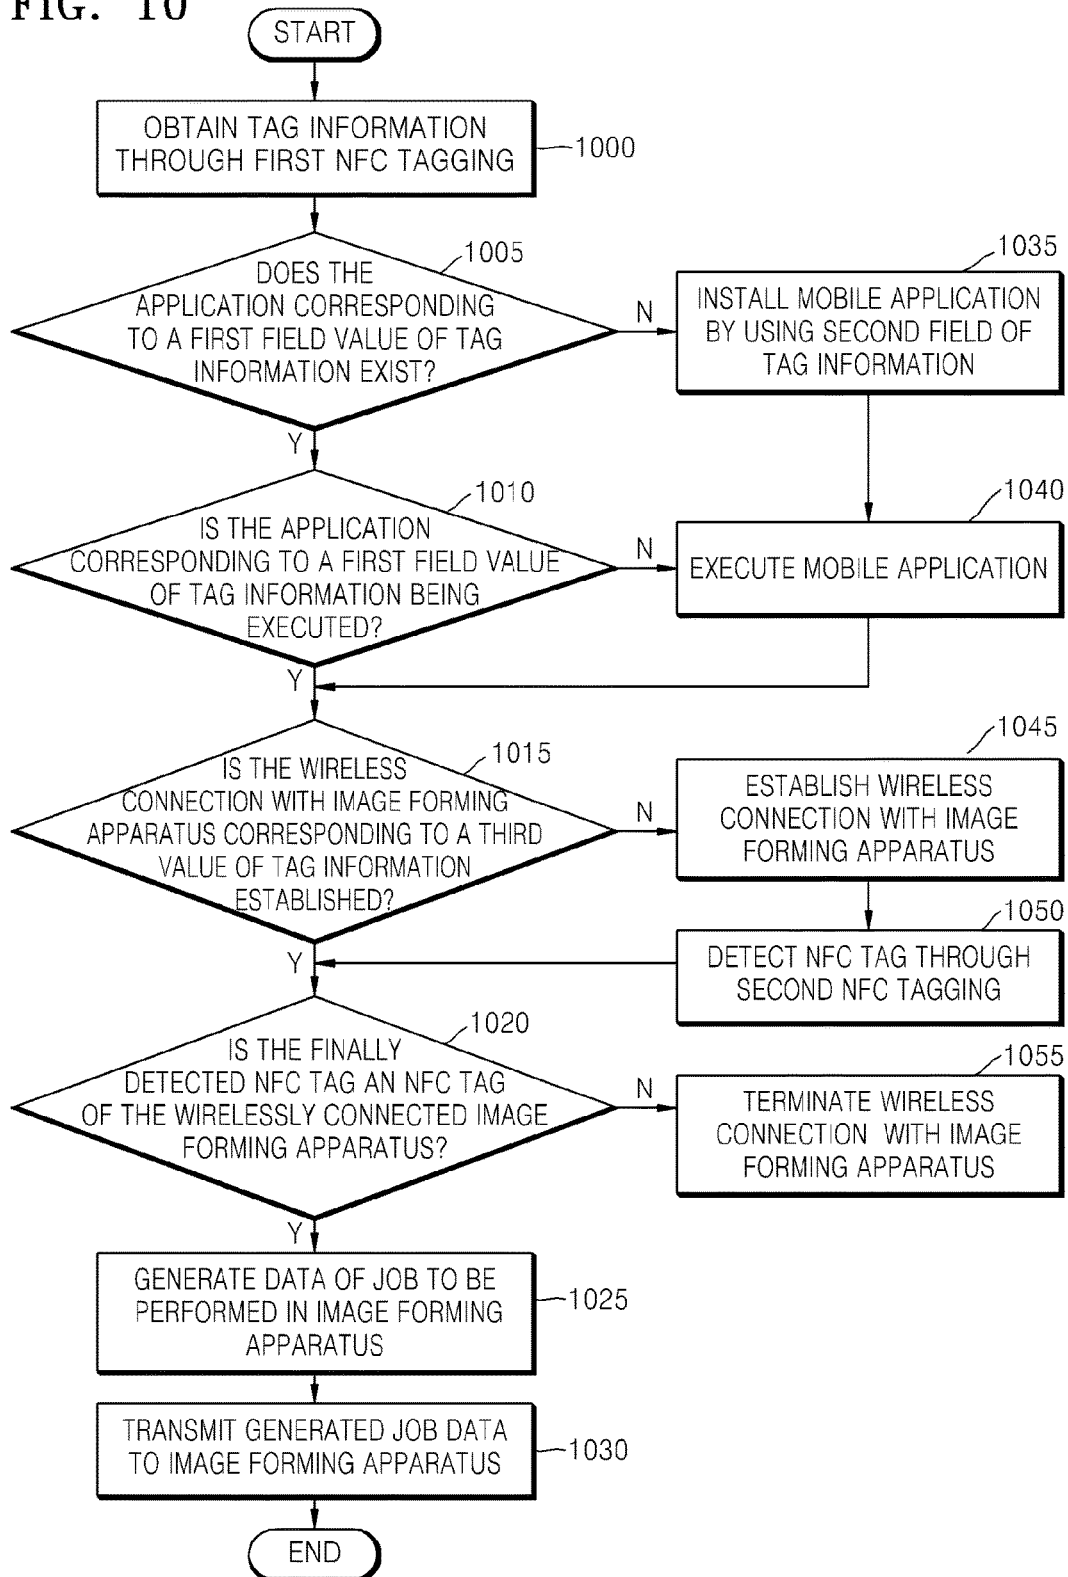 FIG. 10
START
OBTAIN TAG INFORMATION
THROUGH FIRST NFC TAGGING
1000
DOES THE
APPLICATION CORRESPONDING
TO A FIRST FIELD VALUE OF TAG
INFORMATION EXIST?
1005
N
INSTALL MOBILE APPLICATION
BY USING SECOND FIELD OF
TAG INFORMATION
1035
Y
IS THE APPLICATION
CORRESPONDING TO A FIRST FIELD VALUE
OF TAG INFORMATION BEING
EXECUTED?
1010
N
EXECUTE MOBILE APPLICATION
1040
Y
IS THE WIRELESS
CONNECTION WITH IMAGE FORMING
APPARATUS CORRESPONDING TO A THIRD
VALUE OF TAG INFORMATION
ESTABLISHED?
1015
N
ESTABLISH WIRELESS
CONNECTION WITH IMAGE
FORMING APPARATUS
1045
DETECT NFC TAG THROUGH
SECOND NFC TAGGING
1050
Y
IS THE FINALLY
DETECTED NFC TAG AN NFC TAG
OF THE WIRELESSLY CONNECTED IMAGE
FORMING APPARATUS?
1020
N
TERMINATE WIRELESS
CONNECTION WITH IMAGE
FORMING APPARATUS
1055
Y
GENERATE DATA OF JOB TO BE
PERFORMED IN IMAGE FORMING
APPARATUS
1025
TRANSMIT GENERATED JOB DATA
TO IMAGE FORMING APPARATUS
1030
END